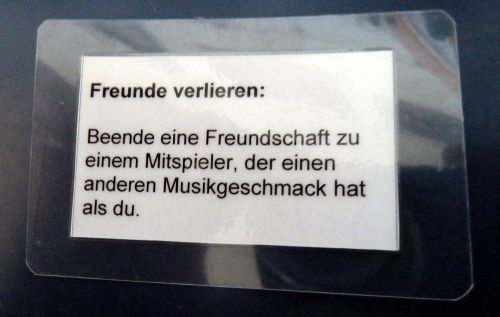 Freunde verlieren:
Beende eine Freundschaft zu
einem Mitspieler, der einen
anderen Musikgeschmack hat
als du.